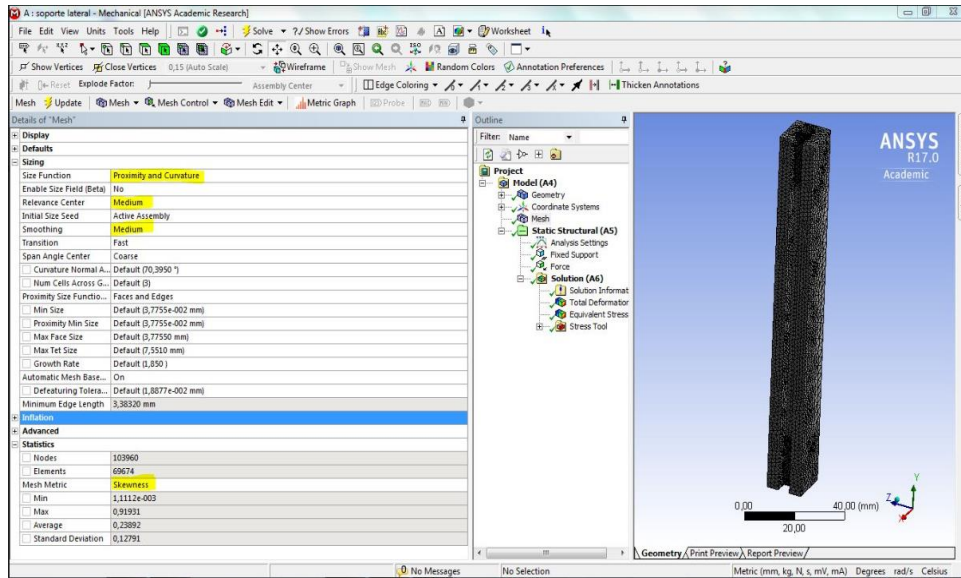 A : soporte lateral - Mechanical [ANSYS Academic Research]
File Edit View Units Tools Help Solve ?/ Show Errors Worksheet
Show Vertices Close Vertices 0,15 (Auto Scale) Wireframe Show Mesh Random Colors Annotation Preferences
Reset Explode Factor: Assembly Center Edge Coloring Thicken Annotations
Mesh Update Mesh Mesh Control Mesh Edit Metric Graph Probe
Details of "Mesh"
Display
Defaults
Sizing
Size Function Proximity and Curvature
Enable Size Field (Beta) No
Relevance Center Medium
Initial Size Seed Active Assembly
Smoothing Medium
Transition Fast
Span Angle Center Coarse
Curvature Normal A... Default (70,3950 °)
Num Cells Across G... Default (3)
Proximity Size Functio... Faces and Edges
Min Size Default (3,7755e-002 mm)
Proximity Min Size Default (3,7755e-002 mm)
Max Face Size Default (3,77550 mm)
Max Tet Size Default (7,5510 mm)
Growth Rate Default (1,850 )
Automatic Mesh Base... On
Defeaturing Tolera... Default (1,8877e-002 mm)
Minimum Edge Length 3,38320 mm
Inflation
Advanced
Statistics
Nodes 103960
Elements 69674
Mesh Metric Skewness
Min 1,1112e-003
Max 0,91931
Average 0,23892
Standard Deviation 0,12791
Outline
Filter: Name
Project
Model (A4)
Geometry
Coordinate Systems
Mesh
Static Structural (A5)
Analysis Settings
Fixed Support
Force
Solution (A6)
Solution Informat
Total Deformation
Equivalent Stress
Stress Tool
ANSYS
R17.0
Academic
Y
Z
X
0,00 40,00 (mm)
20,00
Geometry Print Preview Report Preview
0 No Messages No Selection Metric (mm, kg, N, s, mV, mA) Degrees rad/s Celsius